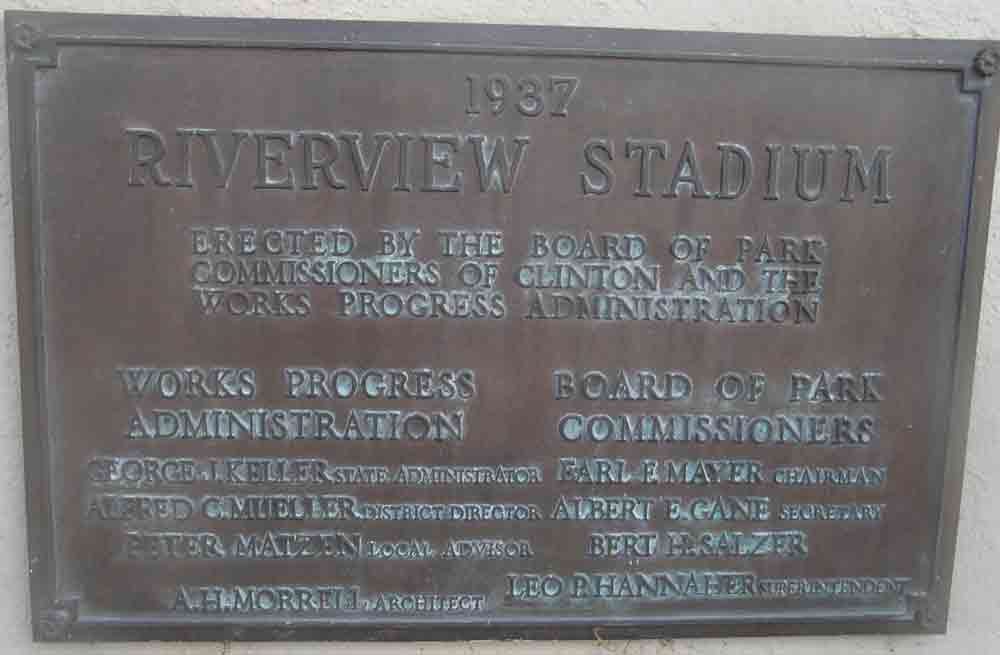 1937
RIVERVIEW STADIUM
ERECTED BY THE BOARD OF PARK
COMMISSIONERS OF CLINTON AND THE
WORKS PROGRESS ADMINISTRATION
WORKS PROGRESS
ADMINISTRATION
GEORGE J. KELLER STATE ADMINISTRATOR
ALFRED C. MUELLER DISTRICT DIRECTOR
PETER MATZEN LOCAL ADVISOR
A.H. MORRELL, ARCHITECT
BOARD OF PARK
COMMISSIONERS
EARL F. MAYER CHAIRMAN
ALBERT E. GANE SECRETARY
BERT H. SALZER
LEO P. HANNAHER SUPERINTENDENT